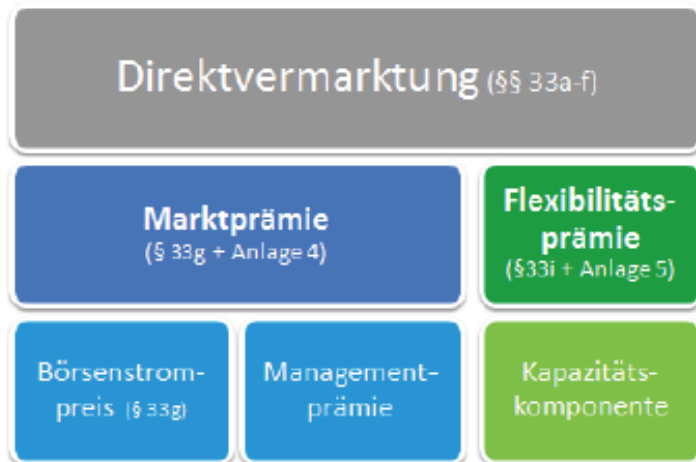 Direktvermarktung (§§ 33a-f)
Marktprämie
(§ 33g + Anlage 4)
Flexibilitäts-
prämie
(§33i + Anlage 5)
Börsenstrom-
preis (§ 33g)
Management-
prämie
Kapazitäts-
komponente